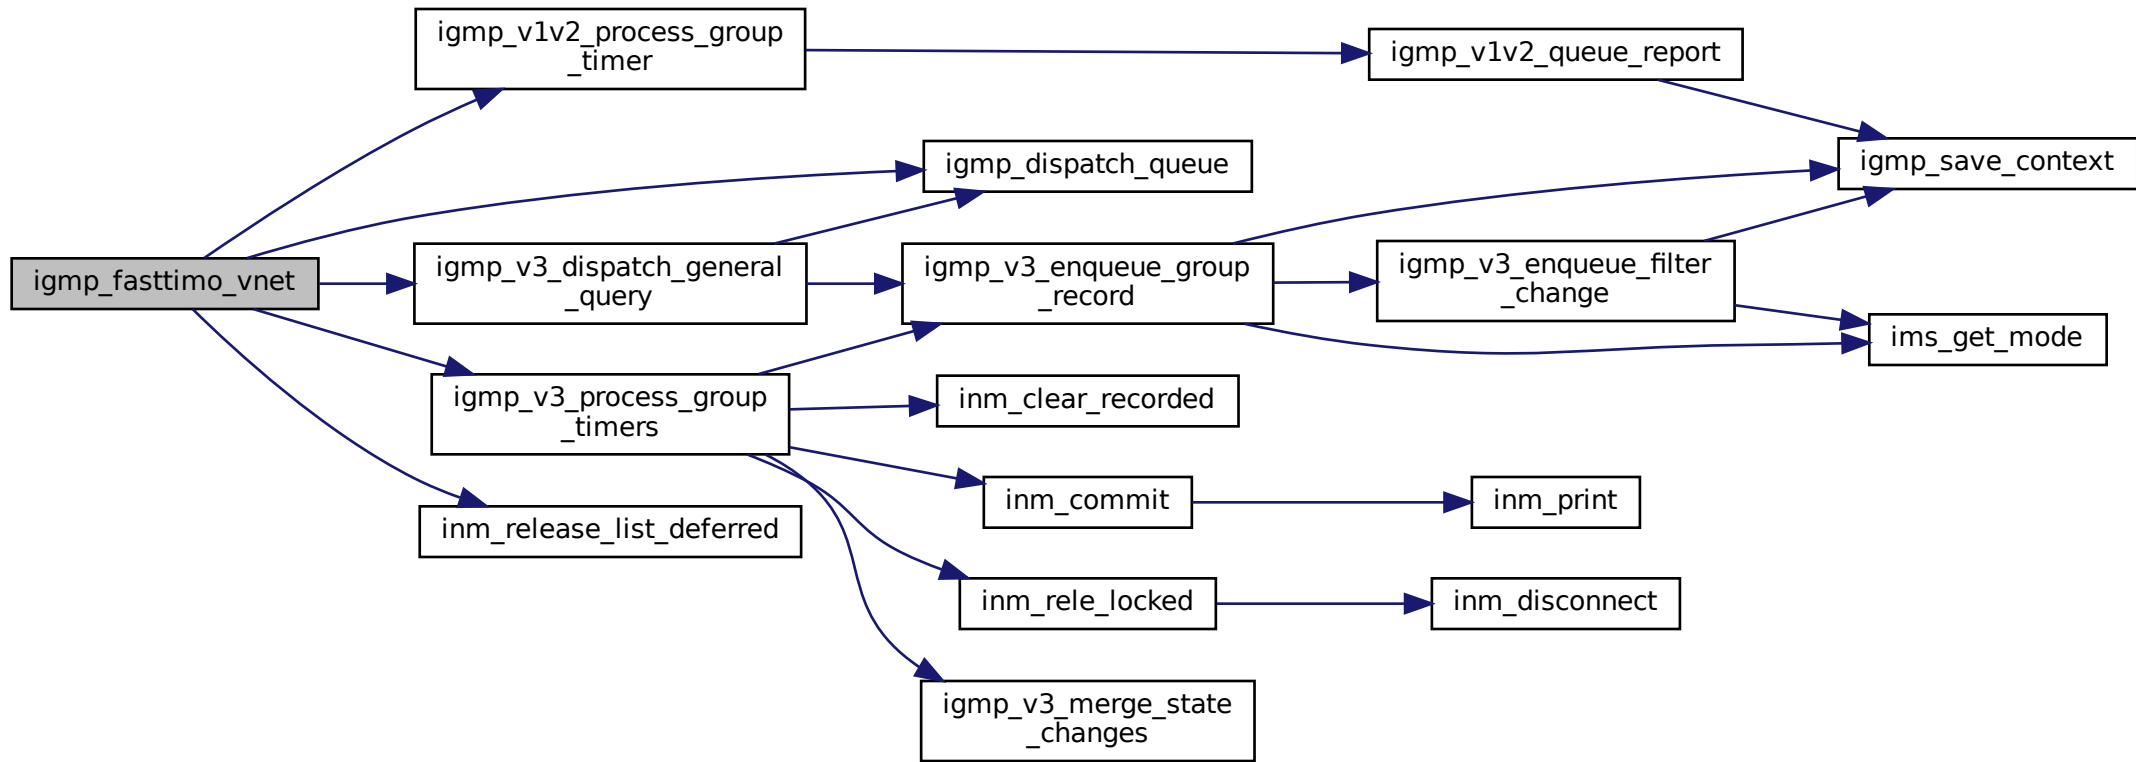 igmp_v1v2_process_group
_timer
igmp_v1v2_queue_report
igmp_dispatch_queue
igmp_save_context
igmp_fasttimo_vnet
igmp_v3_dispatch_general
_query
igmp_v3_enqueue_group
_record
igmp_v3_enqueue_filter
_change
ims_get_mode
igmp_v3_process_group
_timers
inm_clear_recorded
inm_commit
inm_print
inm_release_list_deferred
inm_rele_locked
inm_disconnect
igmp_v3_merge_state
_changes